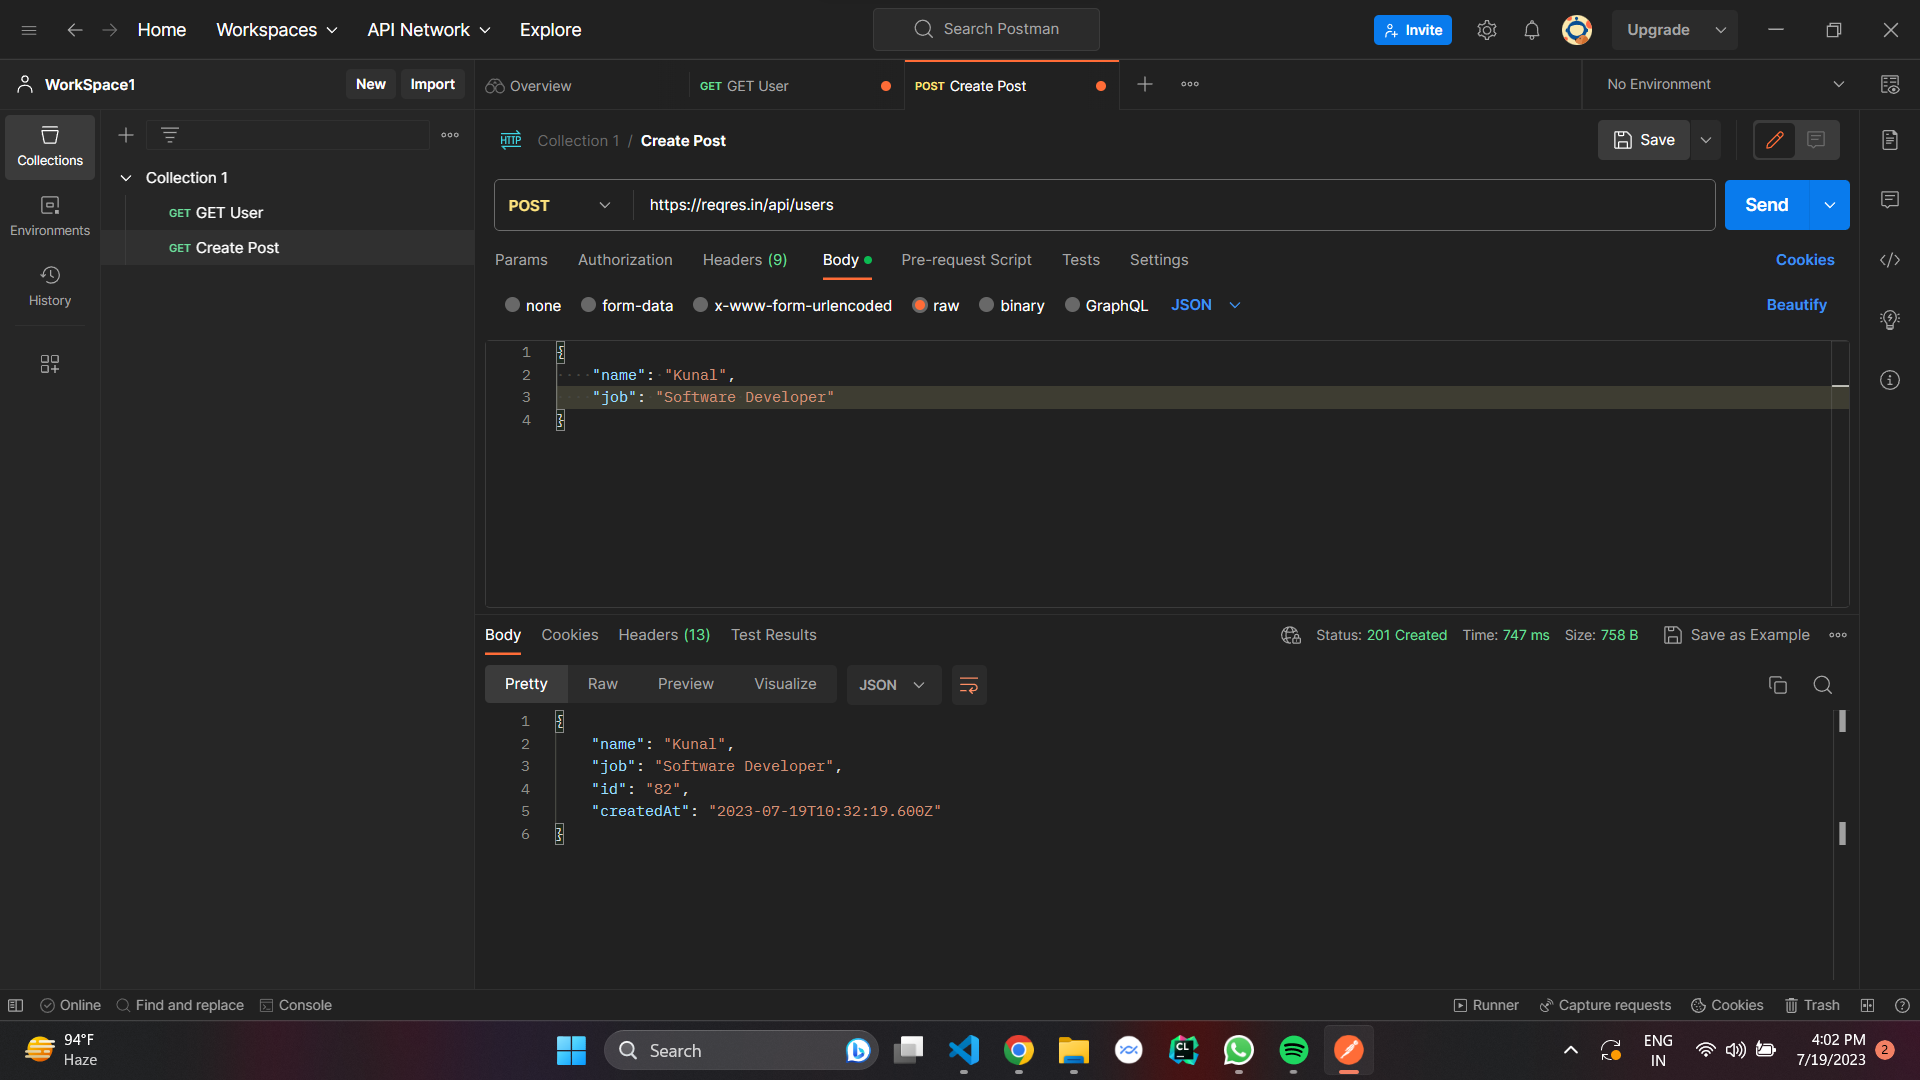 Home Workspaces API Network Explore Search Postman Invite Upgrade
WorkSpace1 New Import Overview GET GET User POST Create Post No Environment
HTTP Collection 1 / Create Post Save
Collections
Collection 1
GET GET User
GET Create Post
Environments
History
POST https://reqres.in/api/users Send
Params Authorization Headers (9) Body Pre-request Script Tests Settings Cookies
none form-data x-www-form-urlencoded raw binary GraphQL JSON Beautify
1 {
2 "name": "Kunal",
3 "job": "Software Developer"
4 }
Body Cookies Headers (13) Test Results Status: 201 Created Time: 747 ms Size: 758 B Save as Example
Pretty Raw Preview Visualize JSON
1 {
2 "name": "Kunal",
3 "job": "Software Developer",
4 "id": "82",
5 "createdAt": "2023-07-19T10:32:19.600Z"
6 }
Online Find and replace Console Runner Capture requests Cookies Trash
94°F
Haze
Search
CL
ENG
IN
4:02 PM
7/19/2023
2